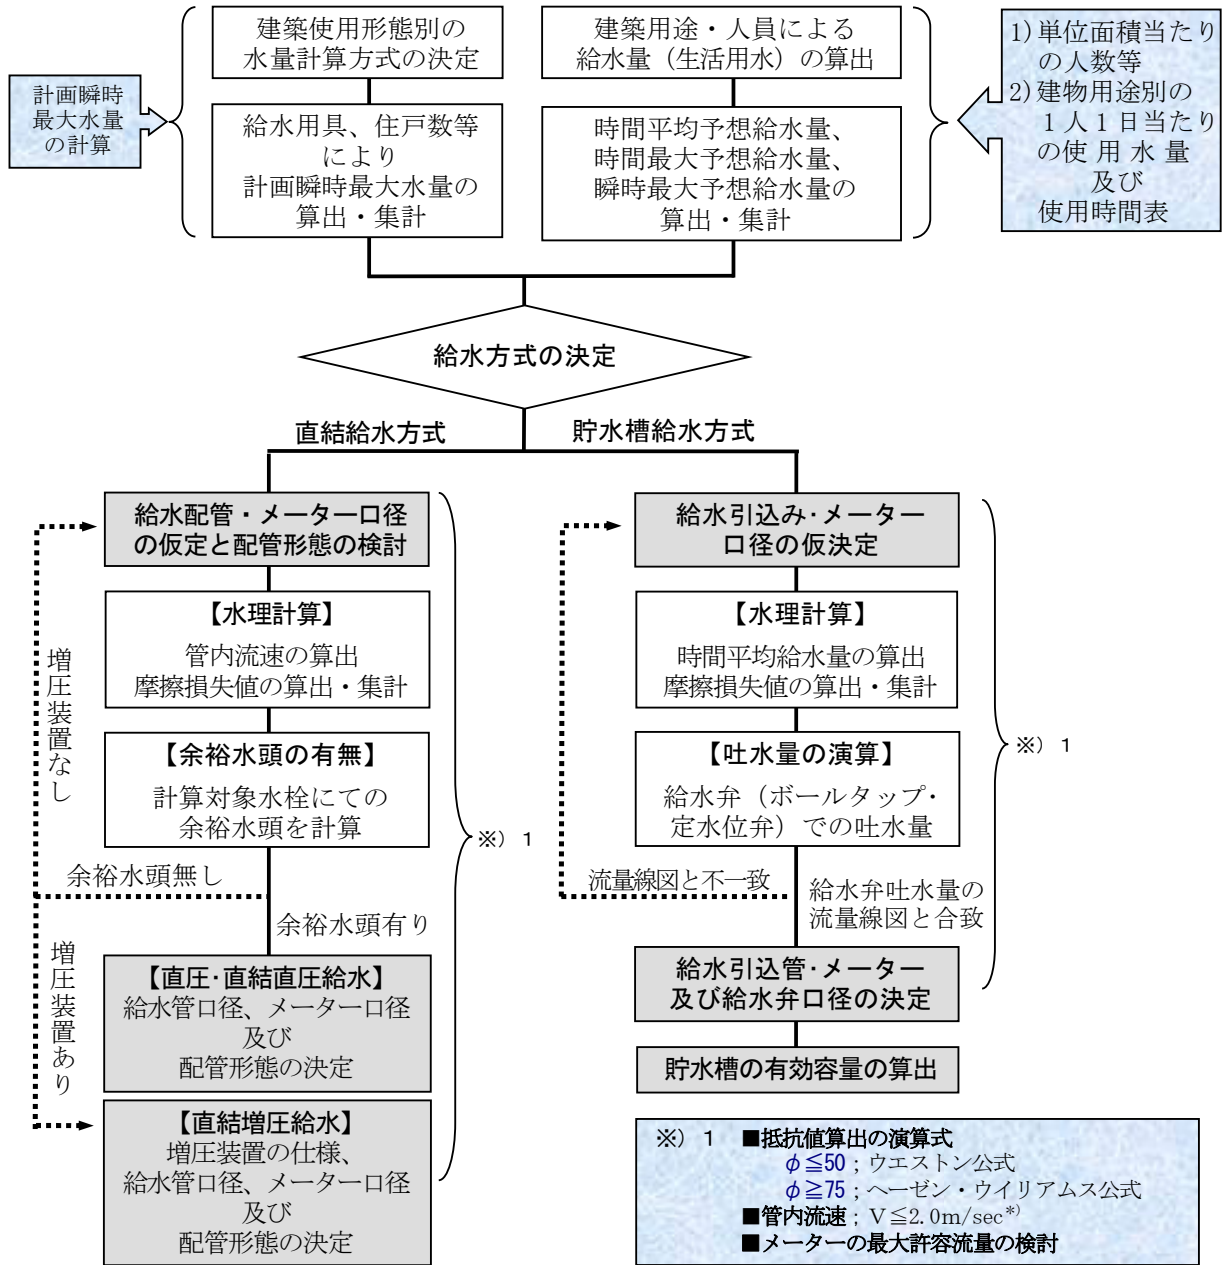 建築使用形態別の
水量計算方式の決定
建築用途・人員による
給水量（生活用水）の算出
1)単位面積当たり
の人数等
2)建物用途別の
1人1日当たり
の使用水量
及び
使用時間表
計画瞬時
最大水量
の計算
給水用具、住戸数等
により
計画瞬時最大水量の
算出・集計
時間平均予想給水量、
時間最大予想給水量、
瞬時最大予想給水量の
算出・集計
給水方式の決定
直結給水方式
貯水槽給水方式
給水配管・メーター口径
の仮定と配管形態の検討
【水理計算】
管内流速の算出
摩擦損失値の算出・集計
【余裕水頭の有無】
計算対象水栓にての
余裕水頭を計算
増圧装置なし
余裕水頭無し
余裕水頭有り
※）1
増圧装置あり
【直圧・直結直圧給水】
給水管口径、メーター口径
及び
配管形態の決定
【直結増圧給水】
増圧装置の仕様、
給水管口径、メーター口径
及び
配管形態の決定
給水引込み・メーター
口径の仮決定
【水理計算】
時間平均給水量の算出
摩擦損失値の算出・集計
【吐水量の演算】
給水弁（ボールタップ・
定水位弁）での吐水量
※）1
流量線図と不一致
給水弁吐水量の
流量線図と合致
給水引込管・メーター
及び給水弁口径の決定
貯水槽の有効容量の算出
※）1 ■抵抗値算出の演算式
φ≦50；ウエストン公式
φ≧75；ヘーゼン・ウイリアムス公式
■管内流速；V≦2.0m/sec*)
■メーターの最大許容流量の検討